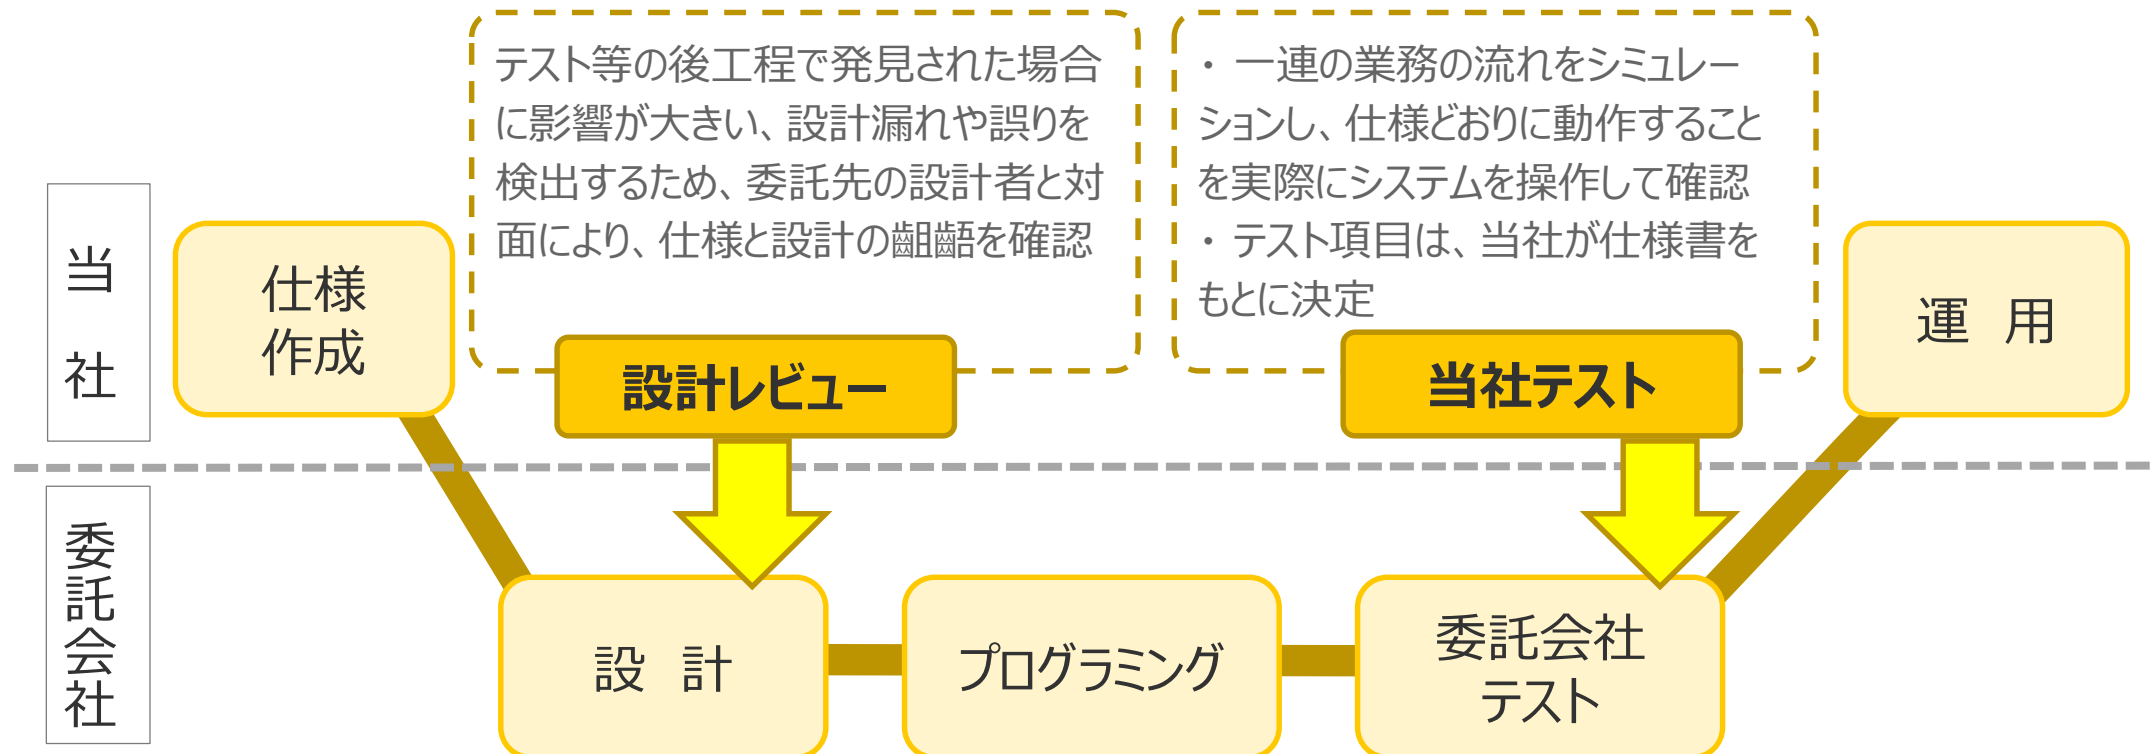 テスト等の後工程で発見された場合
に影響が大きい、設計漏れや誤りを
検出するため、委託先の設計者と対
面により、仕様と設計の齟齬を確認
・ 一連の業務の流れをシミュレー
ションし、仕様どおりに動作すること
を実際にシステムを操作して確認
・ テスト項目は、当社が仕様書を
もとに決定
当社
仕様
作成
設計レビュー
当社テスト
運 用
委託会社
設 計
プログラミング
委託会社
テスト